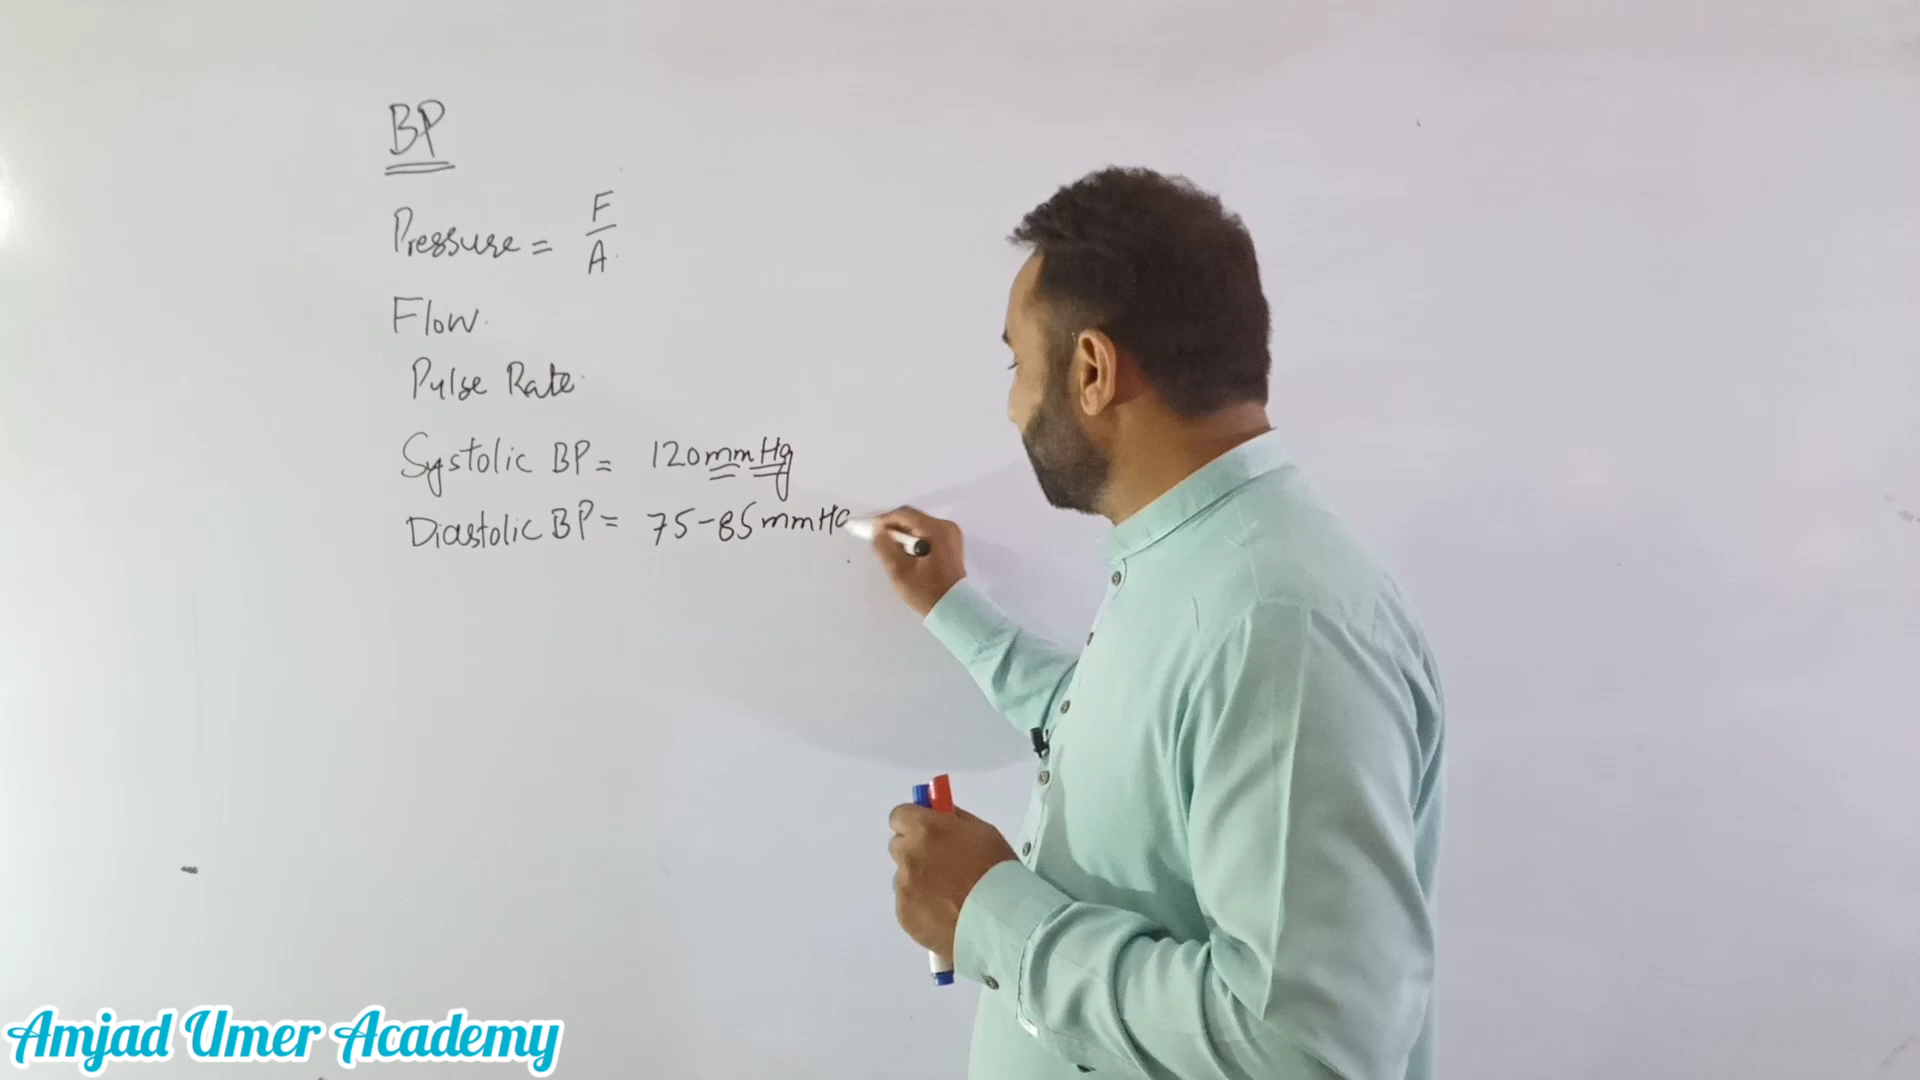 BP
Pressure = F/A
Flow.
Pulse Rate.
Systolic BP = 120mmHg
Diastolic BP = 75-85mmHg
Amjad Umer Academy